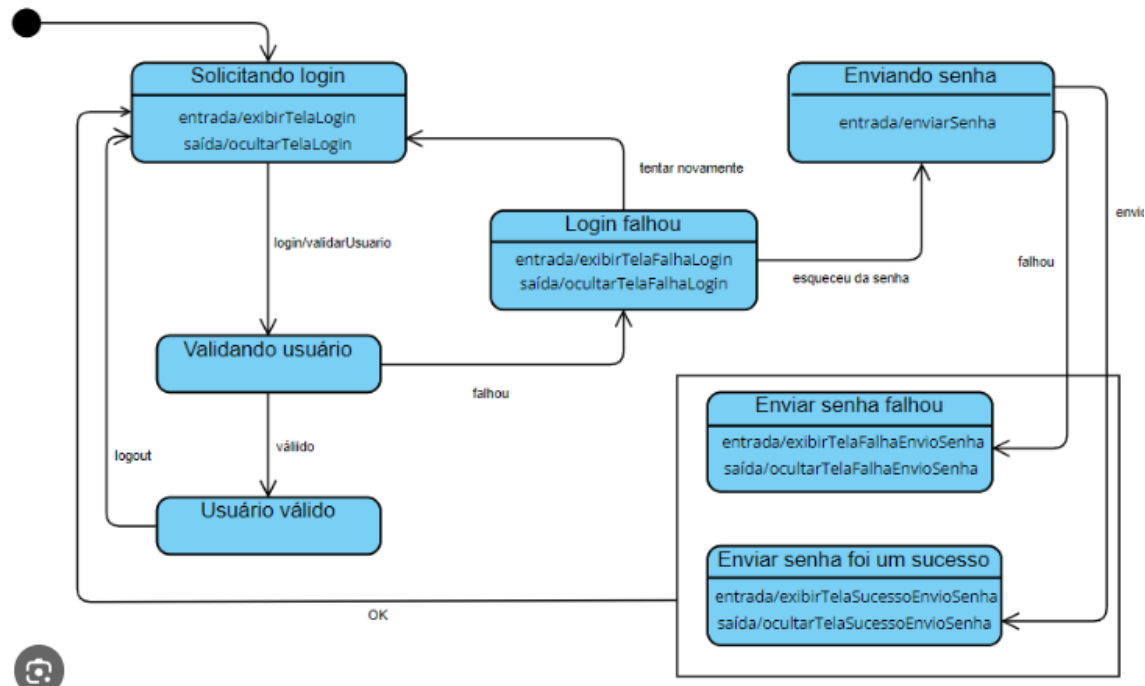 Solicitando login
entrada/exibirTelaLogin
saída/ocultarTelaLogin
Enviando senha
entrada/enviarSenha
tentar novamente
Login falhou
entrada/exibirTelaFalhaLogin
saída/ocultarTelaFalhaLogin
login/validarUsuario
esqueceu da senha
falhou
Validando usuário
falhou
válido
logout
Usuário válido
Enviar senha falhou
entrada/exibirTelaFalhaEnvioSenha
saída/ocultarTelaFalhaEnvioSenha
Enviar senha foi um sucesso
entrada/exibirTelaSucessoEnvioSenha
saída/ocultarTelaSucessoEnvioSenha
OK